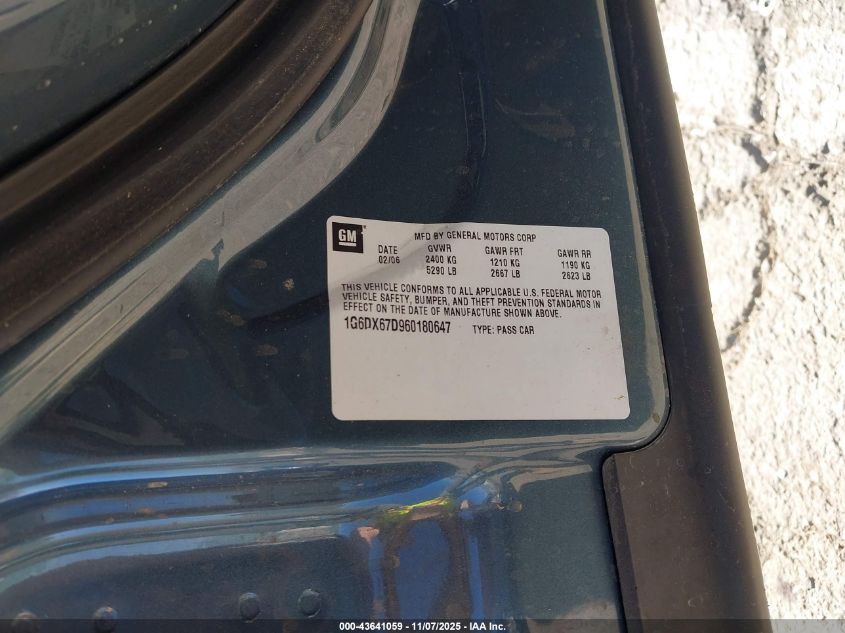 GM
MFD BY GENERAL MOTORS CORP
DATE GVWR GAWR FRT GAWR RR
02/06 2400 KG 1210 KG 1190 KG
5290 LB 2667 LB 2623 LB
THIS VEHICLE CONFORMS TO ALL APPLICABLE U.S. FEDERAL MOTOR
VEHICLE SAFETY, BUMPER, AND THEFT PREVENTION STANDARDS IN
EFFECT ON THE DATE OF MANUFACTURE SHOWN ABOVE.
1G6DX67D960180647 TYPE: PASS CAR
000-43641059 - 11/07/2025 - IAA Inc.